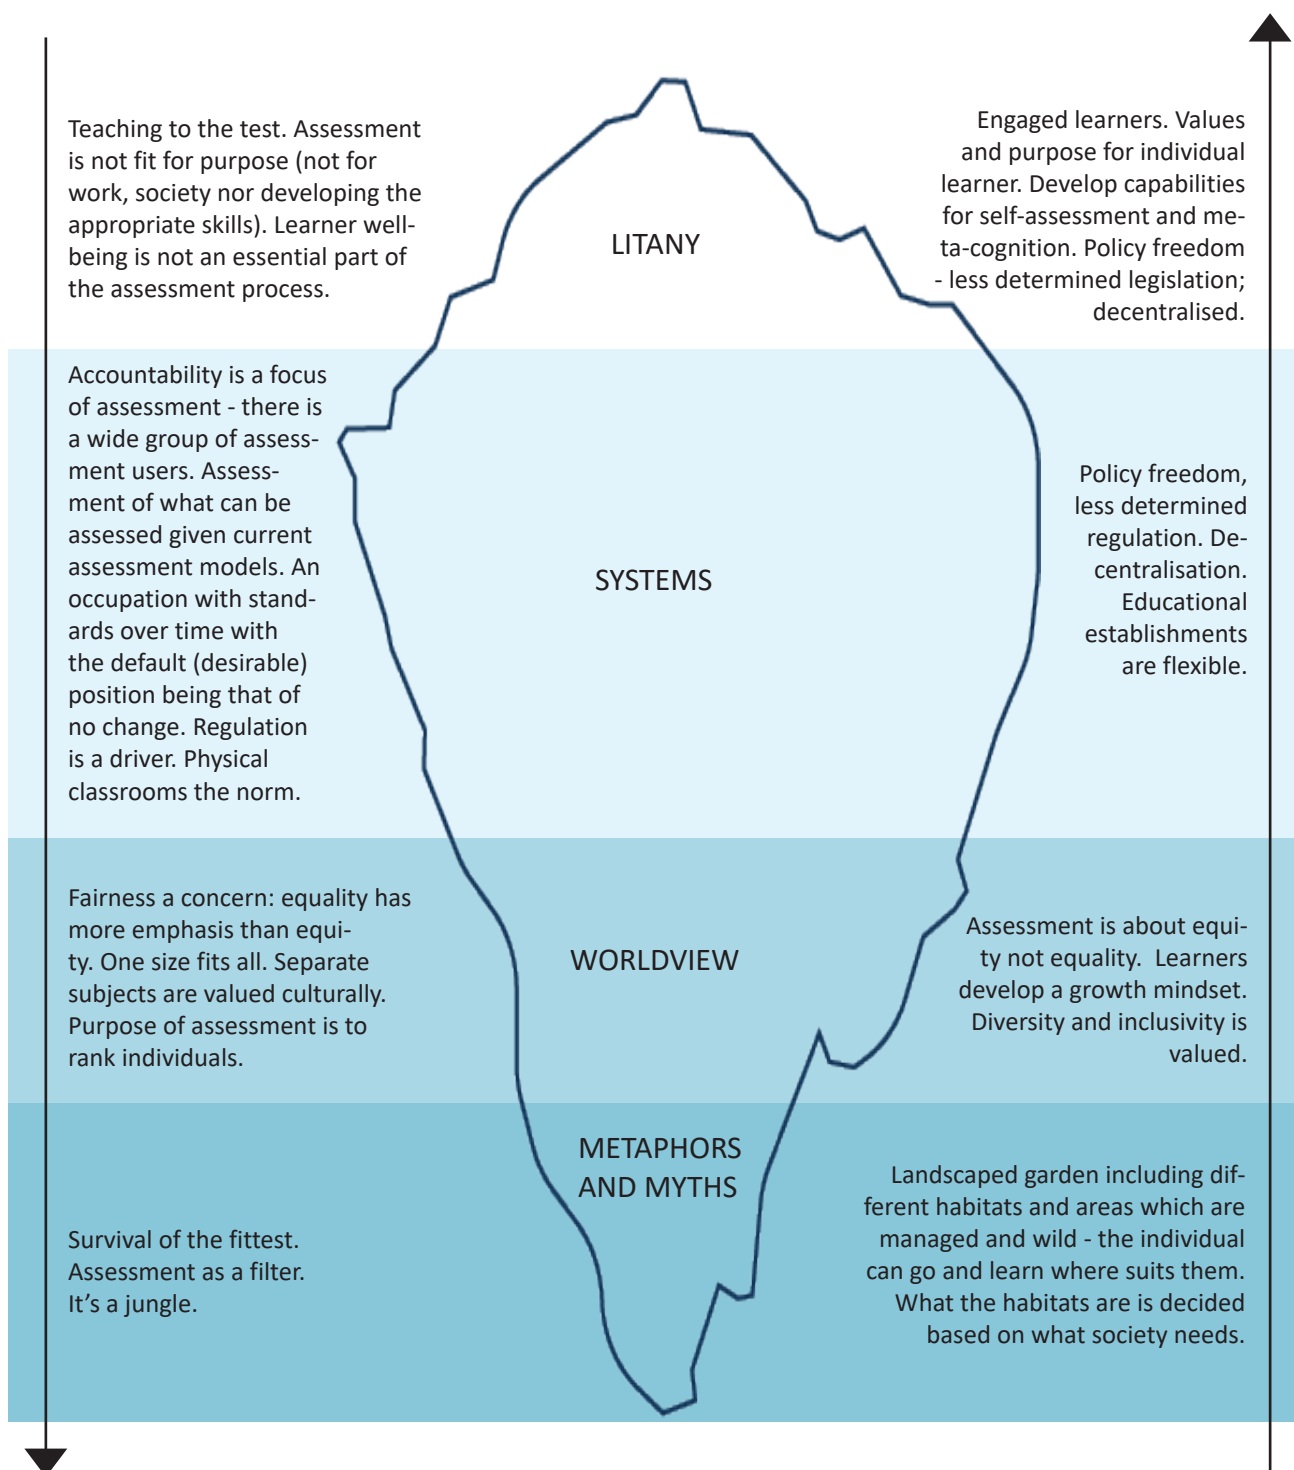 Teaching to the test. Assessment
is not fit for purpose (not for
work, society nor developing the
appropriate skills). Learner well-
being is not an essential part of
the assessment process.
LITANY
Engaged learners. Values
and purpose for individual
learner. Develop capabilities
for self-assessment and me-
ta-cognition. Policy freedom
- less determined legislation;
decentralised.
Accountability is a focus
of assessment - there is
a wide group of assess-
ment users. Assess-
ment of what can be
assessed given current
assessment models. An
occupation with stand-
ards over time with
the default (desirable)
position being that of
no change. Regulation
is a driver. Physical
classrooms the norm.
SYSTEMS
Policy freedom,
less determined
regulation. De-
centralisation.
Educational
establishments
are flexible.
Fairness a concern: equality has
more emphasis than equi-
ty. One size fits all. Separate
subjects are valued culturally.
Purpose of assessment is to
rank individuals.
WORLDVIEW
Assessment is about equi-
ty not equality.  Learners
develop a growth mindset.
Diversity and inclusivity is
valued.
Survival of the fittest.
Assessment as a filter.
It’s a jungle.
METAPHORS
AND MYTHS
Landscaped garden including dif-
ferent habitats and areas which are
managed and wild - the individual
can go and learn where suits them.
What the habitats are is decided
based on what society needs.